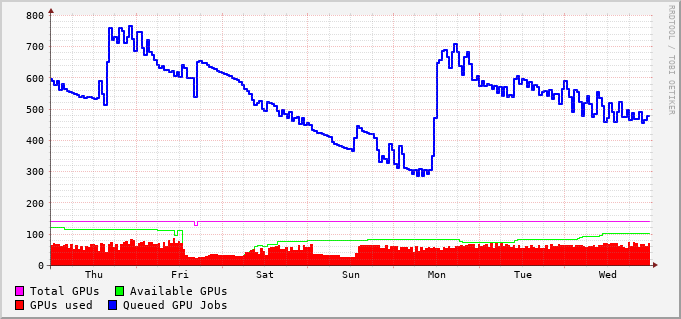 800
700
600
500
400
300
200
100
0
Thu Fri Sat Sun Mon Tue Wed
Total GPUs Available GPUs
GPUs used Queued GPU Jobs
RRDTOOL / TOBI OETIKER